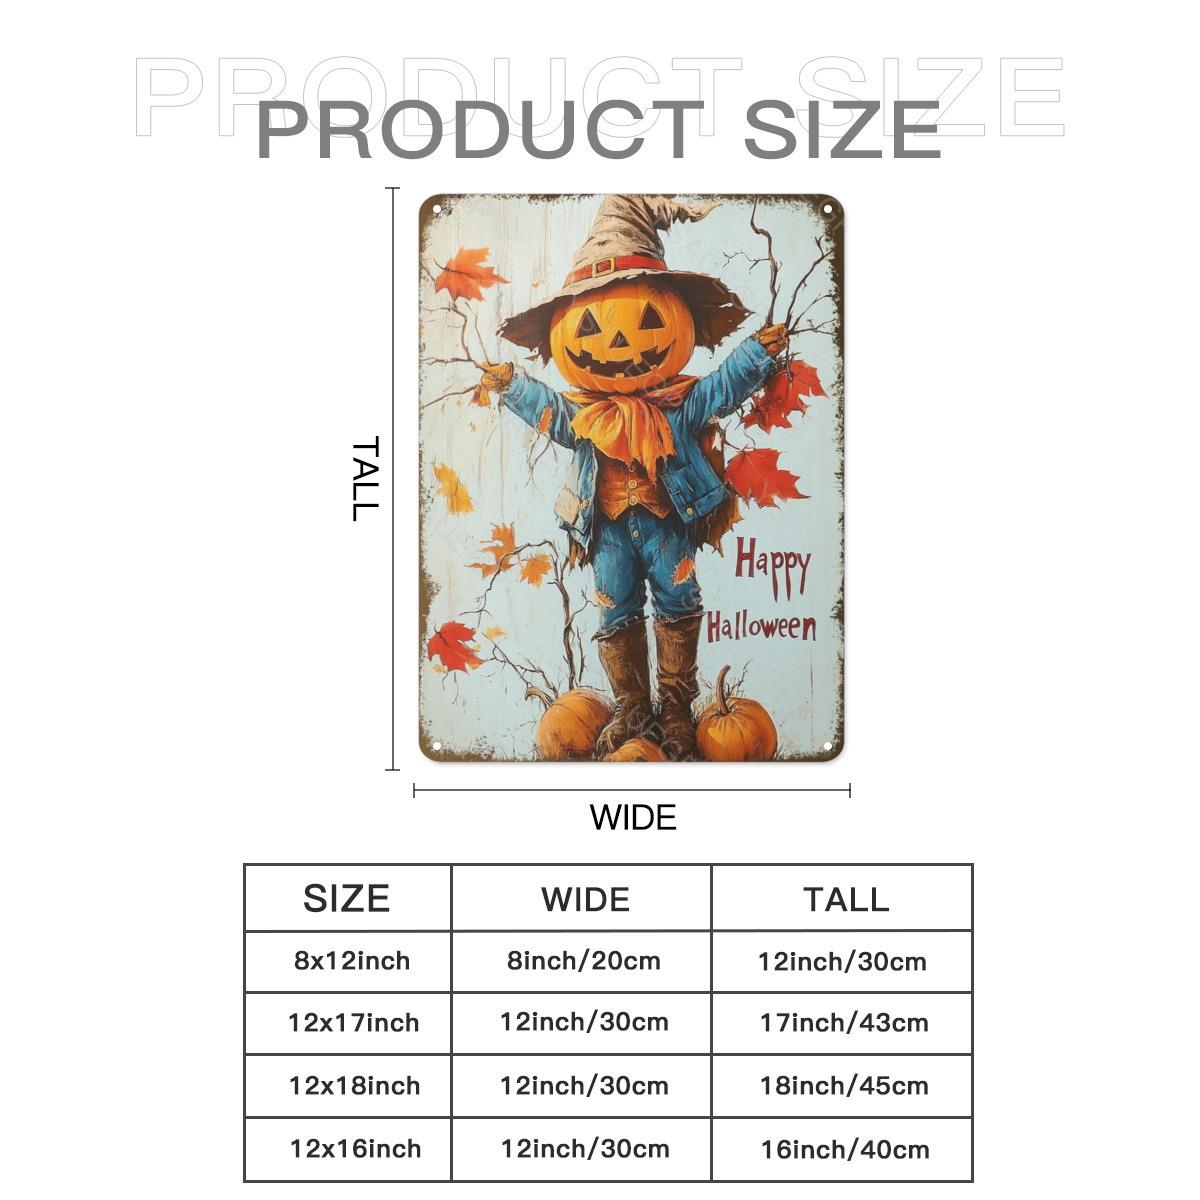 PRODUCT SIZE
PRODUCT SIZE
TALL
Happy
Halloween
WIDE
SIZE WIDE TALL
8x12inch 8inch/20cm 12inch/30cm
12x17inch 12inch/30cm 17inch/43cm
12x18inch 12inch/30cm 18inch/45cm
12x16inch 12inch/30cm 16inch/40cm